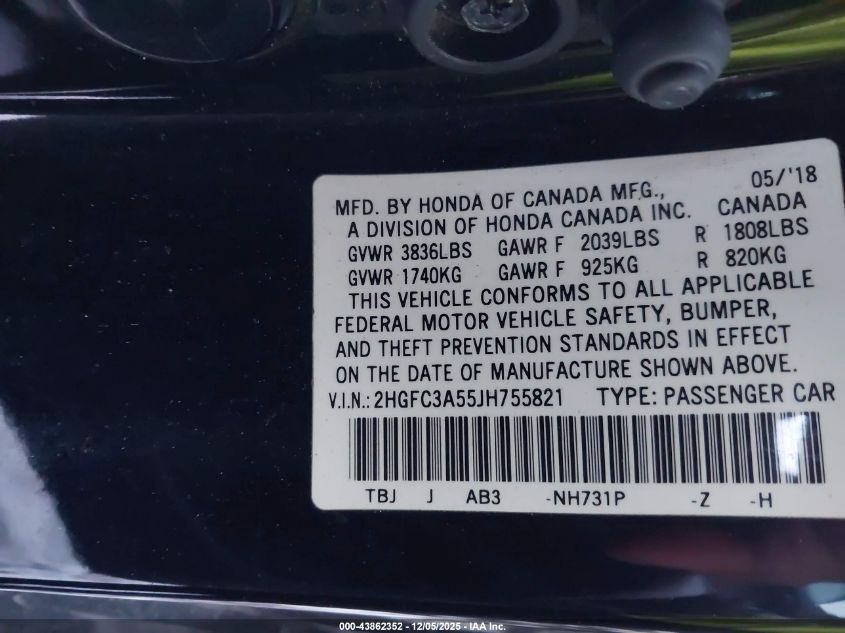 05/'18
MFD. BY HONDA OF CANADA MFG.,
A DIVISION OF HONDA CANADA INC. CANADA
GVWR 3836LBS GAWR F 2039LBS R 1808LBS
GVWR 1740KG GAWR F 925KG R 820KG
THIS VEHICLE CONFORMS TO ALL APPLICABLE
FEDERAL MOTOR VEHICLE SAFETY, BUMPER,
AND THEFT PREVENTION STANDARDS IN EFFECT
ON THE DATE OF MANUFACTURE SHOWN ABOVE.
V.I.N.: 2HGFC3A55JH755821 TYPE: PASSENGER CAR
TBJ J AB3 -NH731P -Z -H
000-43862352 - 12/05/2025 - IAA Inc.